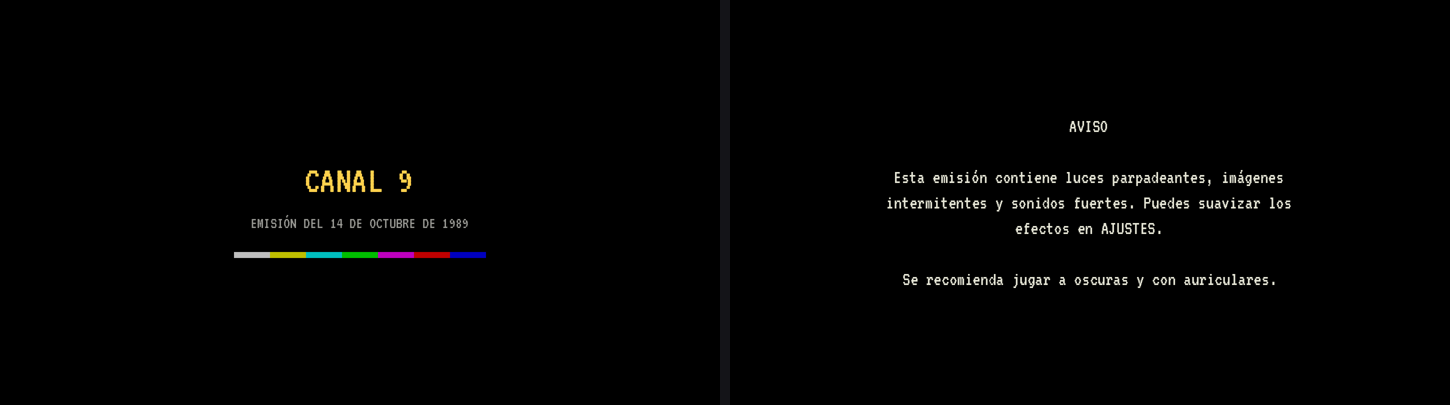 CANAL 9
EMISIÓN DEL 14 DE OCTUBRE DE 1989
AVISO
Esta emisión contiene luces parpadeantes, imágenes
intermitentes y sonidos fuertes. Puedes suavizar los
efectos en AJUSTES.
Se recomienda jugar a oscuras y con auriculares.